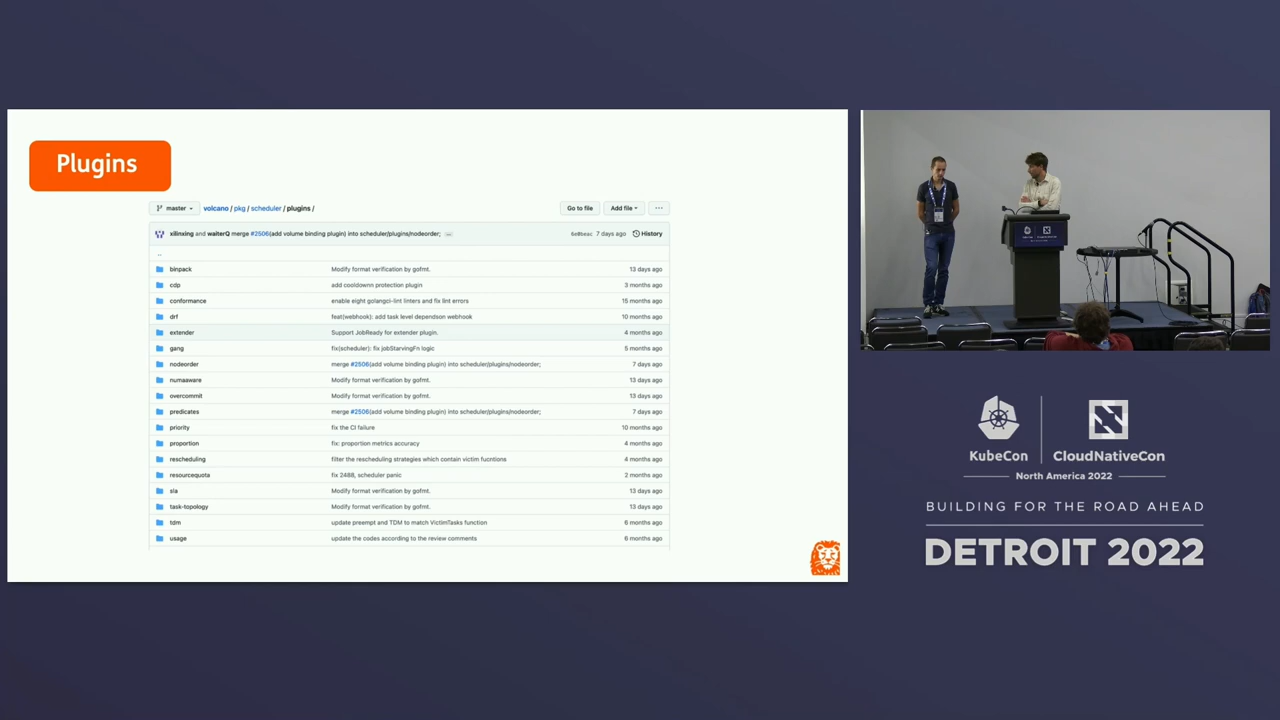 Plugins
master
volcano / pkg / scheduler / plugins /
Go to file
Add file
xilinxing and waiterQ merge #2506(add volume binding plugin) into scheduler/plugins/nodeorder;
7 days ago
History
..
binpack Modify format verification by gofmt. 13 days ago
cdp add cooldownn protection plugin 3 months ago
conformance enable eight golangci-lint linters and fix lint errors 15 months ago
drf feat(webhook): add task level dependson webhook 10 months ago
extender Support JobReady for extender plugin. 4 months ago
gang fix(scheduler): fix jobStarvingFn logic 5 months ago
nodeorder merge #2506(add volume binding plugin) into scheduler/plugins/nodeorder; 7 days ago
numaaware Modify format verification by gofmt. 13 days ago
overcommit Modify format verification by gofmt. 13 days ago
predicates merge #2506(add volume binding plugin) into scheduler/plugins/nodeorder; 7 days ago
priority fix the CI failure 10 months ago
proportion fix: proportion metrics accuracy 4 months ago
rescheduling filter the rescheduling strategies which contain victim fucntions 4 months ago
resourcequota fix 2488, scheduler panic 2 months ago
sla Modify format verification by gofmt. 13 days ago
task-topology Modify format verification by gofmt. 13 days ago
tdm update preempt and TDM to match VictimTasks function 6 months ago
usage update the codes according to the review comments 6 months ago
KubeCon
CloudNativeCon
North America 2022
BUILDING FOR THE ROAD AHEAD
DETROIT 2022